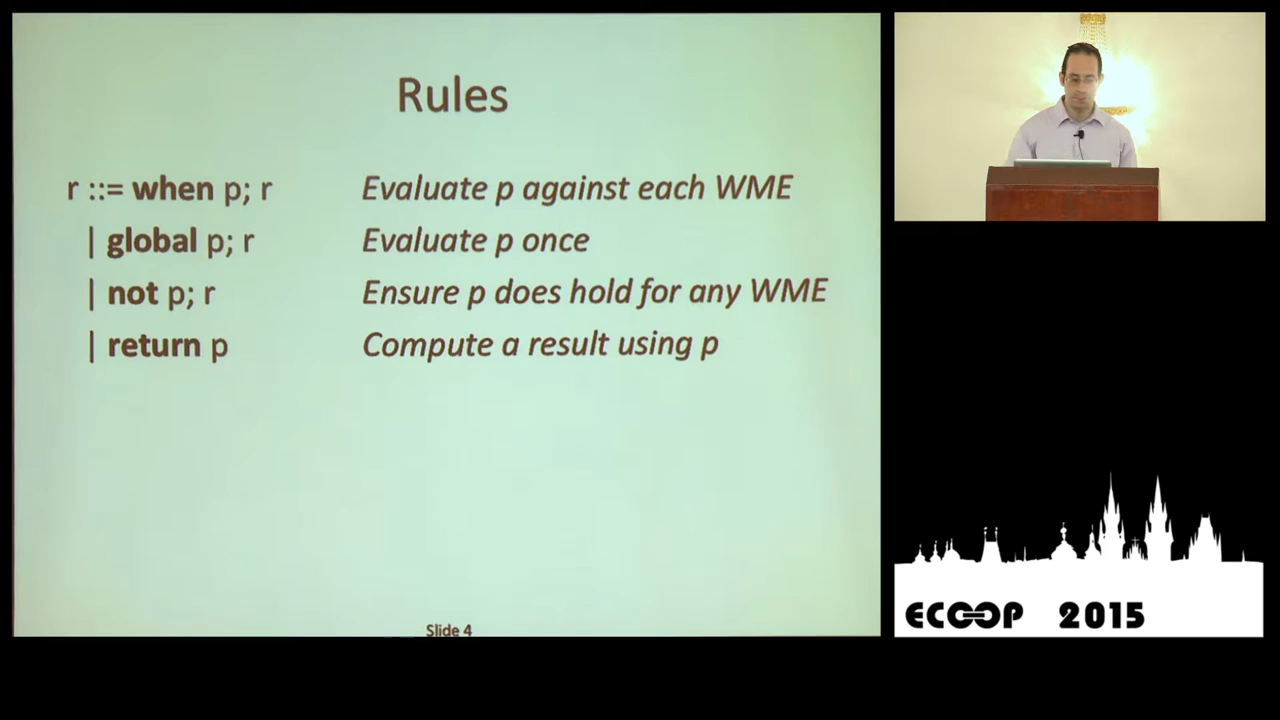 Rules
r ::= when p; r Evaluate p against each WME
| global p; r Evaluate p once
| not p; r Ensure p does hold for any WME
| return p Compute a result using p
Slide 4
ECOOP 2015